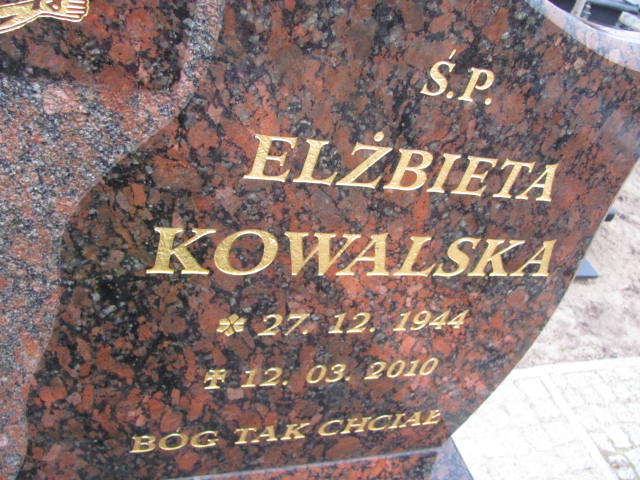 Ś.P.
ELŻBIETA
KOWALSKA
27. 12. 1944
12. 03. 2010
BÓG TAK CHCIAŁ